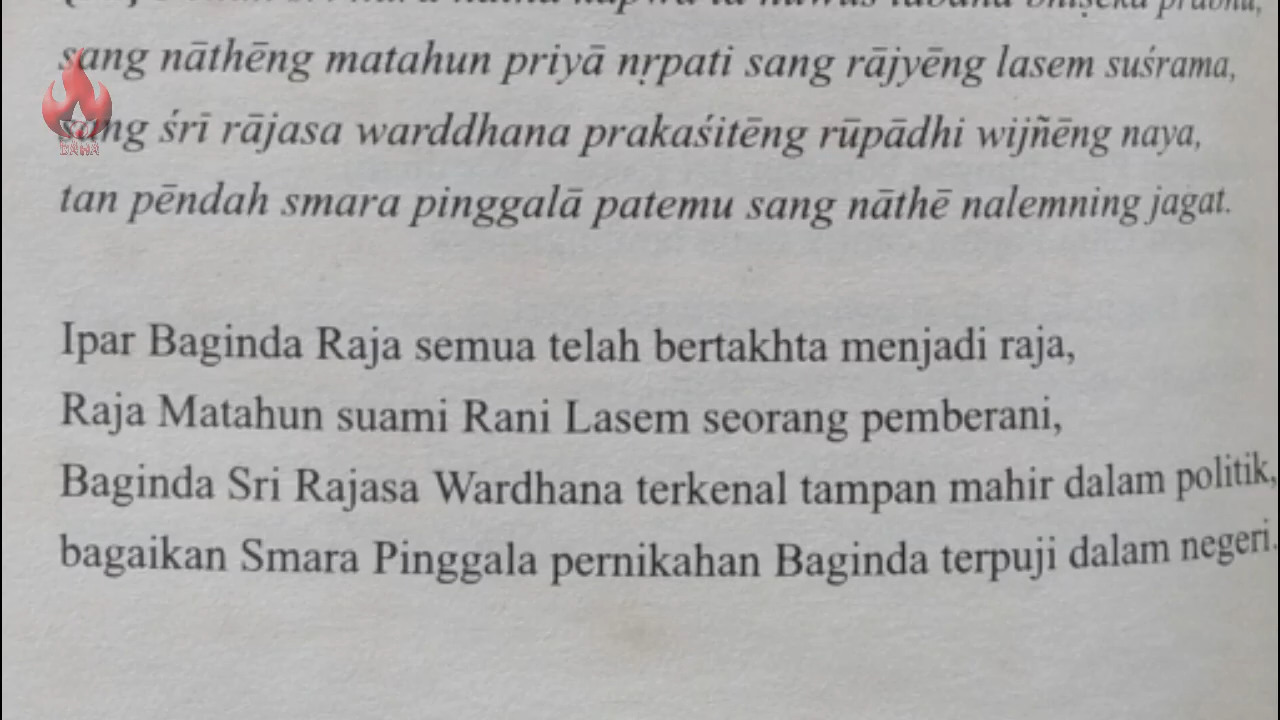 sang nāthēng matahun priyā nṛpati sang rājyēng lasem suśrama,
sang śrī rājasa warddhana prakaśitēng rūpādhi wijñēng naya,
tan pēndah smara pinggalā patemu sang nāthē nalemning jagat.
Ipar Baginda Raja semua telah bertakhta menjadi raja,
Raja Matahun suami Rani Lasem seorang pemberani,
Baginda Sri Rajasa Wardhana terkenal tampan mahir dalam politik,
bagaikan Smara Pinggala pernikahan Baginda terpuji dalam negeri.